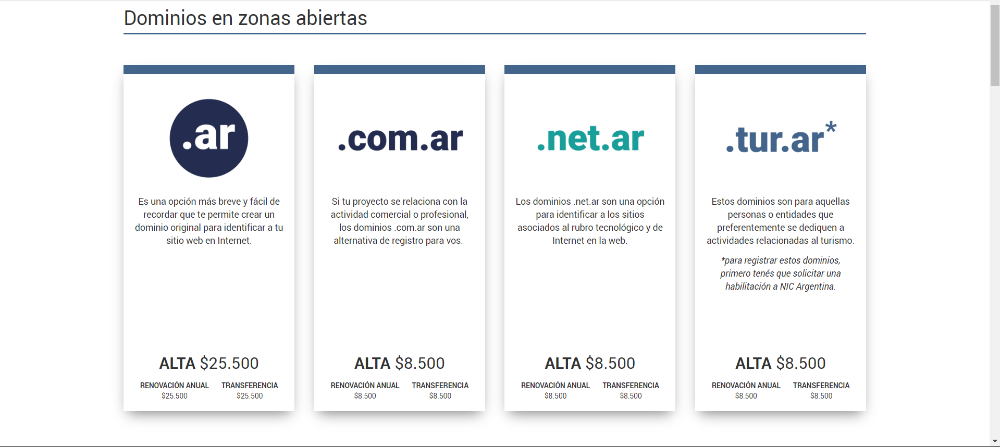 Dominios en zonas abiertas
.ar
Es una opción más breve y fácil de
recordar que te permite crear un
dominio original para identificar a tu
sitio web en Internet.
ALTA $25.500
RENOVACIÓN ANUAL TRANSFERENCIA
$25.500 $25.500
.com.ar
Si tu proyecto se relaciona con la
actividad comercial o profesional,
los dominios .com.ar son una
alternativa de registro para vos.
ALTA $8.500
RENOVACIÓN ANUAL TRANSFERENCIA
$8.500 $8.500
.net.ar
Los dominios .net.ar son una opción
para identificar a los sitios
asociados al rubro tecnológico y de
Internet en la web.
ALTA $8.500
RENOVACIÓN ANUAL TRANSFERENCIA
$8.500 $8.500
.tur.ar*
Estos dominios son para aquellas
personas o entidades que
preferentemente se dediquen a
actividades relacionadas al turismo.
*para registrar estos dominios,
primero tenés que solicitar una
habilitación a NIC Argentina.
ALTA $8.500
RENOVACIÓN ANUAL TRANSFERENCIA
$8.500 $8.500